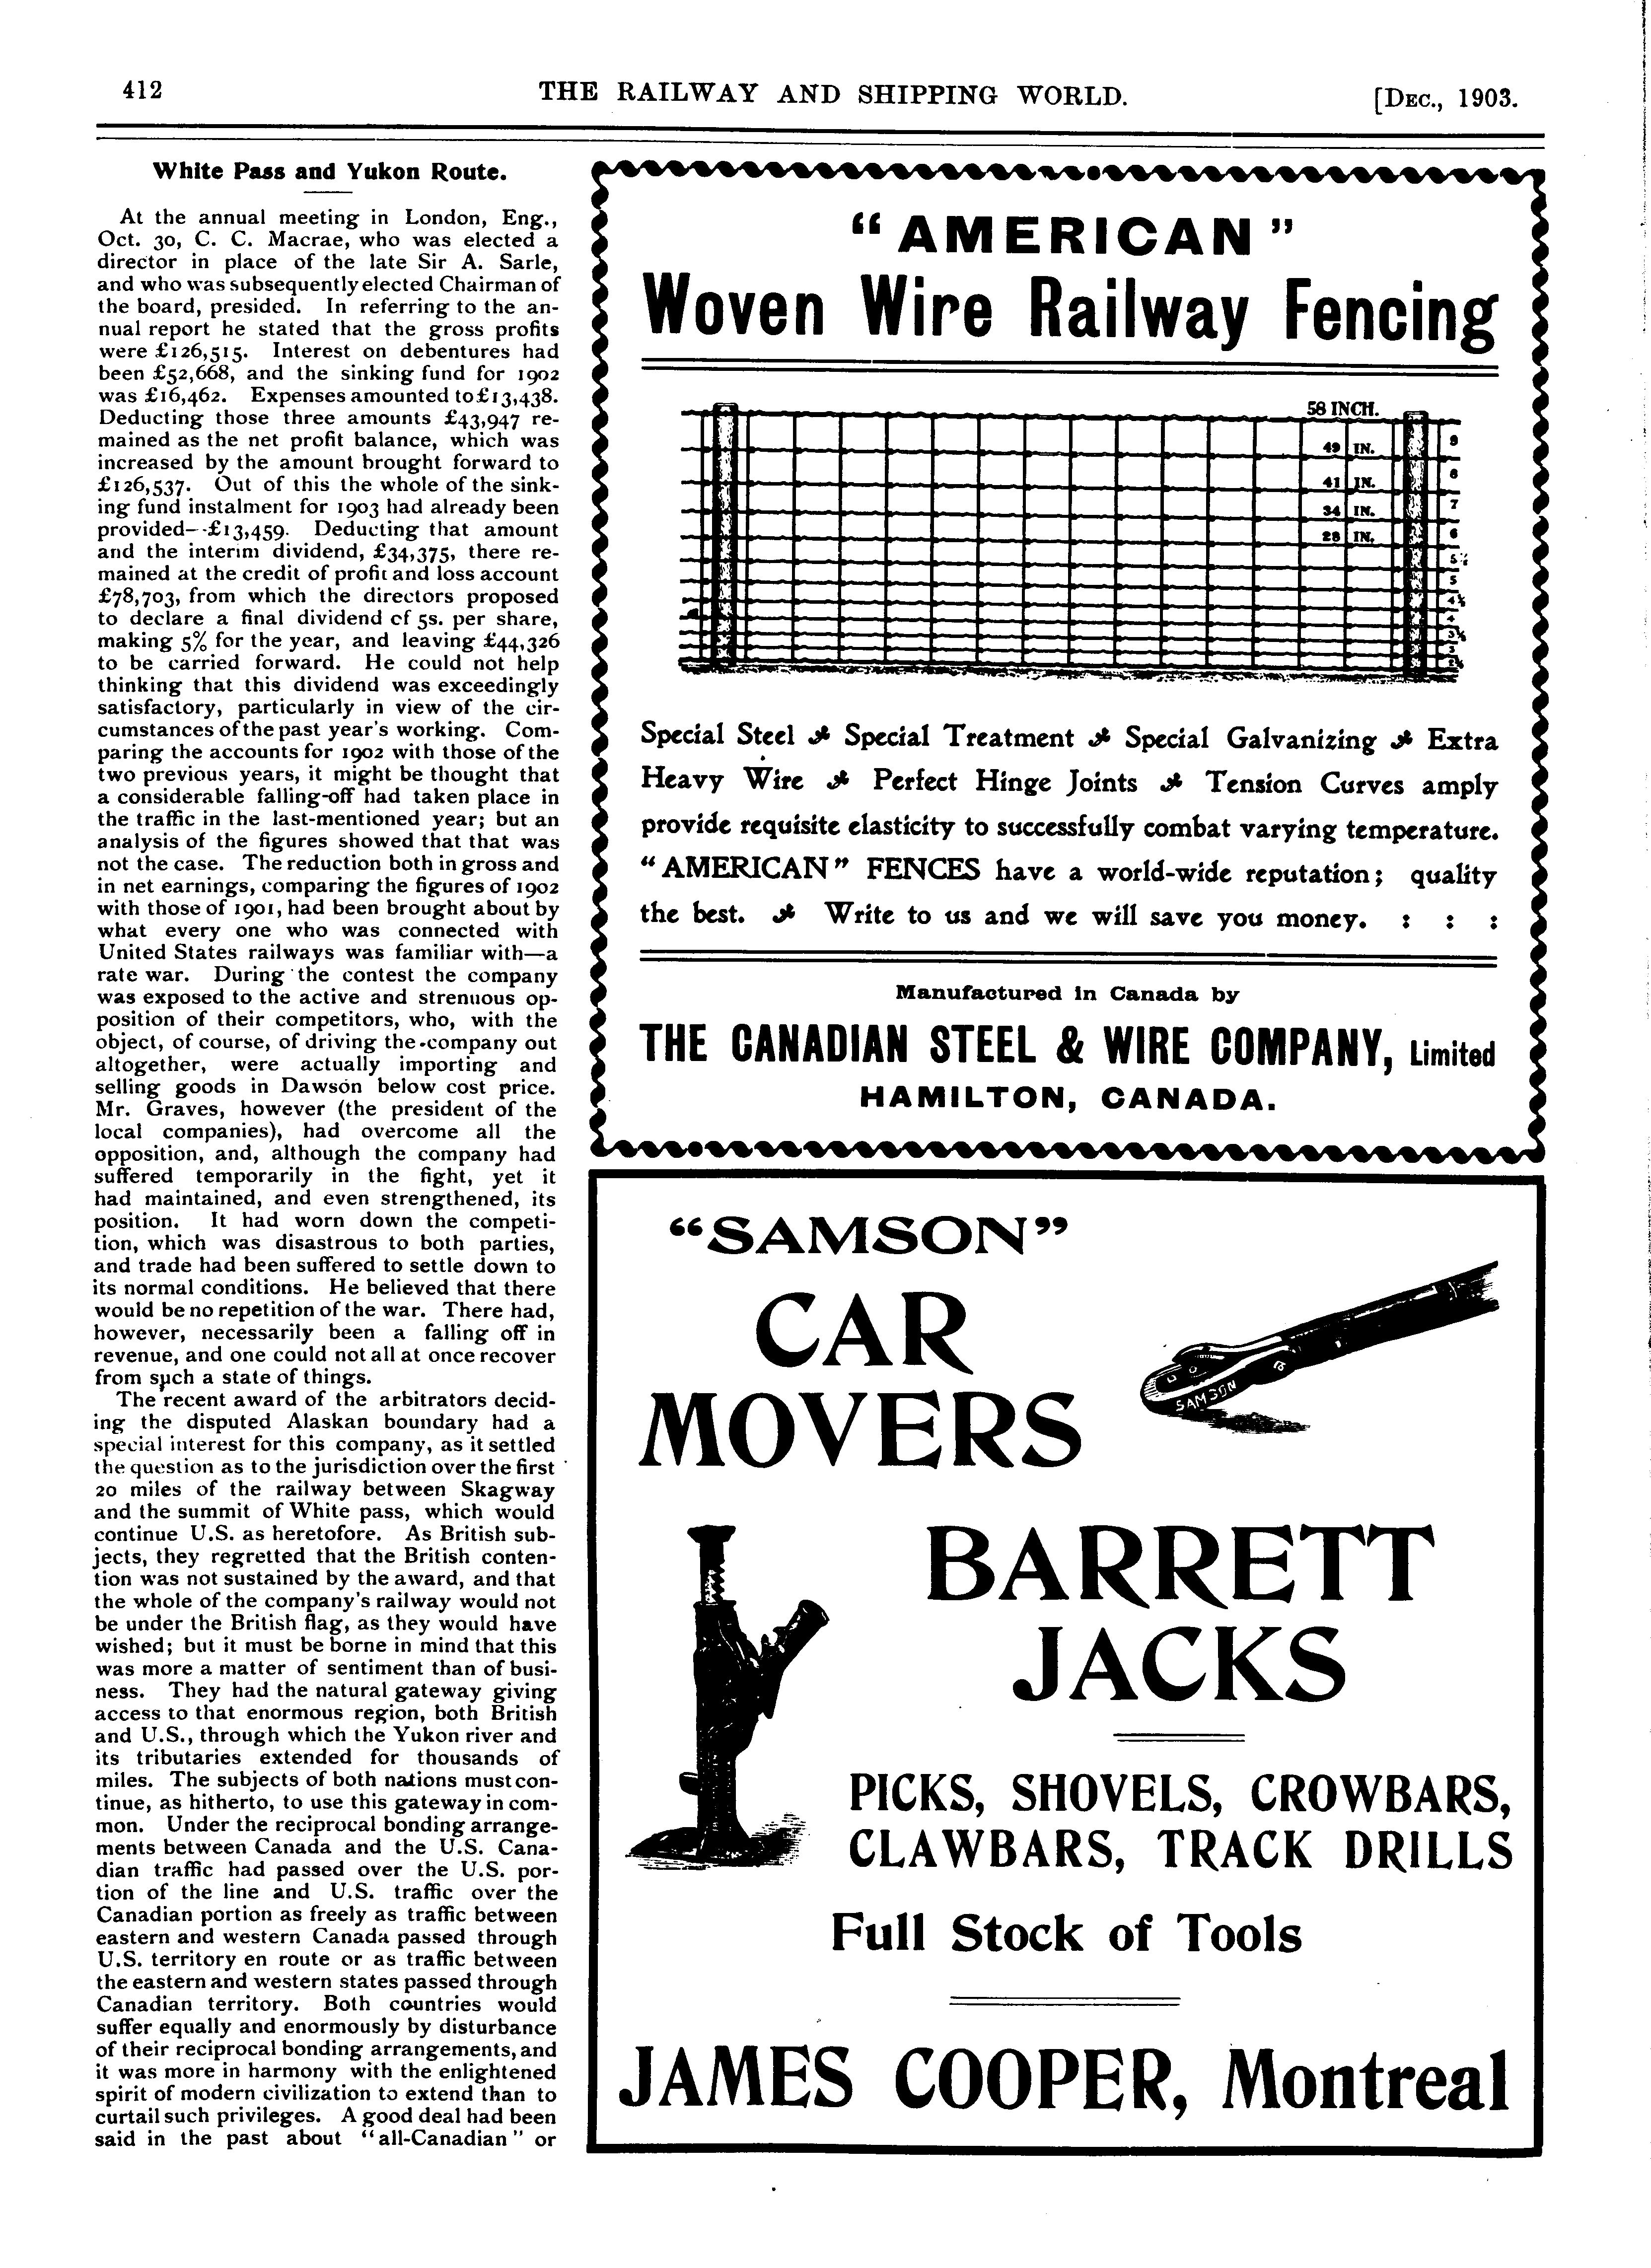 412
THE RAILWAY AND SHIPPING WORLD.
[DEC., 1903.
White Pass and Yukon Route.
At the annual meeting in London, Eng.,
Oct. 30, C. C. Macrae, who was elected a
director in place of the late Sir A. Sarle,
and who was subsequently elected Chairman of
the board, presided. In referring to the an-
nual report he stated that the gross profits
were £126,515. Interest on debentures had
been £52,668, and the sinking fund for 1902
was £16,462. Expenses amounted to £13,438.
Deducting those three amounts £43,947 re-
mained as the net profit balance, which was
increased by the amount brought forward to
£126,537. Out of this the whole of the sink-
ing fund instalment for 1903 had already been
provided--£13,459. Deducting that amount
and the interim dividend, £34,375, there re-
mained at the credit of profit and loss account
£78,703, from which the directors proposed
to declare a final dividend cf 5s. per share,
making 5% for the year, and leaving £44,326
to be carried forward. He could not help
thinking that this dividend was exceedingly
satisfactory, particularly in view of the cir-
cumstances of the past year's working. Com-
paring the accounts for 1902 with those of the
two previous years, it might be thought that
a considerable falling-off had taken place in
the traffic in the last-mentioned year; but an
analysis of the figures showed that that was
not the case. The reduction both in gross and
in net earnings, comparing the figures of 1902
with those of 1901, had been brought about by
what every one who was connected with
United States railways was familiar with—a
rate war. During the contest the company
was exposed to the active and strenuous op-
position of their competitors, who, with the
object, of course, of driving the company out
altogether, were actually importing and
selling goods in Dawson below cost price.
Mr. Graves, however (the president of the
local companies), had overcome all the
opposition, and, although the company had
suffered temporarily in the fight, yet it
had maintained, and even strengthened, its
position. It had worn down the competi-
tion, which was disastrous to both parties,
and trade had been suffered to settle down to
its normal conditions. He believed that there
would be no repetition of the war. There had,
however, necessarily been a falling off in
revenue, and one could not all at once recover
from such a state of things.
The recent award of the arbitrators decid-
ing the disputed Alaskan boundary had a
special interest for this company, as it settled
the question as to the jurisdiction over the first
20 miles of the railway between Skagway
and the summit of White pass, which would
continue U.S. as heretofore. As British sub-
jects, they regretted that the British conten-
tion was not sustained by the award, and that
the whole of the company's railway would not
be under the British flag, as they would have
wished; but it must be borne in mind that this
was more a matter of sentiment than of busi-
ness. They had the natural gateway giving
access to that enormous region, both British
and U.S., through which the Yukon river and
its tributaries extended for thousands of
miles. The subjects of both nations must con-
tinue, as hitherto, to use this gateway in com-
mon. Under the reciprocal bonding arrange-
ments between Canada and the U.S. Cana-
dian traffic had passed over the U.S. por-
tion of the line and U.S. traffic over the
Canadian portion as freely as traffic between
eastern and western Canada passed through
U.S. territory en route or as traffic between
the eastern and western states passed through
Canadian territory. Both countries would
suffer equally and enormously by disturbance
of their reciprocal bonding arrangements, and
it was more in harmony with the enlightened
spirit of modern civilization to extend than to
curtail such privileges. A good deal had been
said in the past about "all-Canadian" or
"AMERICAN"
Woven Wire Railway Fencing
58 INCH.
49 IN.
41 IN.
34 IN.
28 IN.
9
8
7
6
5½
5
4½
4
3½
3
Special Steel Special Treatment Special Galvanizing Extra
Heavy Wire Perfect Hinge Joints Tension Curves amply
provide requisite elasticity to successfully combat varying temperature.
"AMERICAN" FENCES have a world-wide reputation; quality
the best. Write to us and we will save you money. : : :
Manufactured in Canada by
THE CANADIAN STEEL & WIRE COMPANY, Limited
HAMILTON, CANADA.
"SAMSON"
CAR
MOVERS
SAMSON
BARRETT
JACKS
PICKS, SHOVELS, CROWBARS,
CLAWBARS, TRACK DRILLS
Full Stock of Tools
JAMES COOPER, Montreal